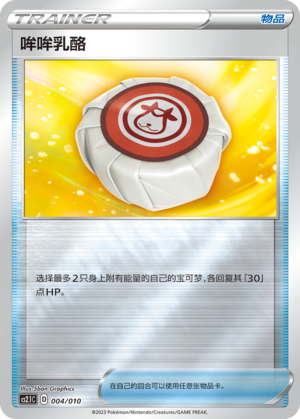 TRAINER 物品
哞哞乳酪
选择最多2只身上附有能量的自己的宝可梦，各回复其「30」
点HP。
Illus. 5ban Graphics
CS2.1C D 004/010
在自己的回合可以使用任意张物品卡。
©2023 Pokémon/Nintendo/Creatures/GAME FREAK.